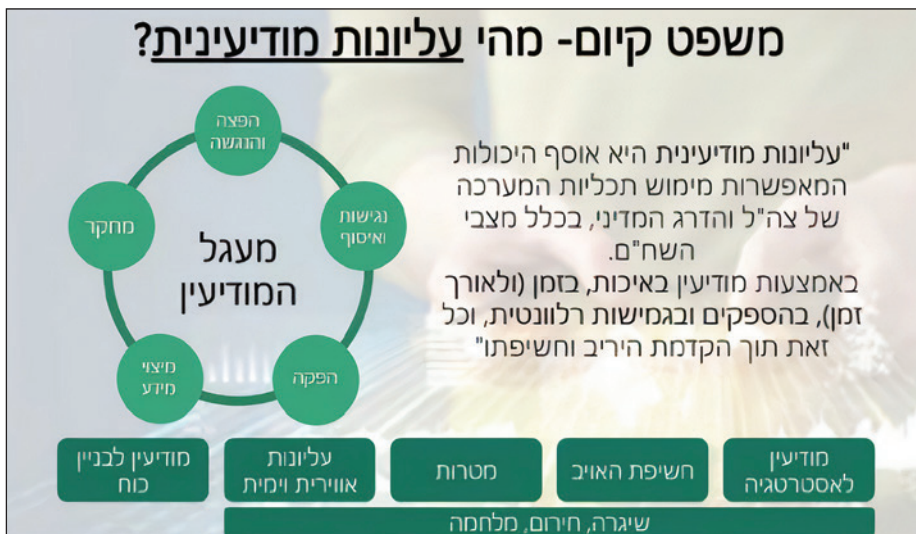 משפט קיום- מהי עליונות מודיעינית?
"עליונות מודיעינית היא אוסף היכולות
המאפשרות מימוש תכליות המערכה
של צה"ל והדרג המדיני, בכלל מצבי
השח"ם.
באמצעות מודיעין באיכות, בזמן (ולאורך
זמן), בהספקים ובגמישות רלוונטית, וכל
זאת תוך הקדמת היריב וחשיפתו"
הפצה
והנגשה
נגישות
ואיסוף
הפקה
מיצוי
מידע
מחקר
מעגל
המודיעין
מודיעין
לאסטרטגיה
חשיפת האויב
מטרות
עליונות
אווירית וימית
מודיעין לבניין
כוח
שיגרה, חירום, מלחמה